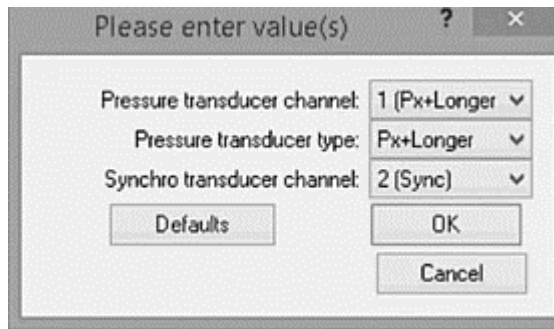 Please enter value(s) ? ×
Pressure transducer channel: 1 (Px+Longer
Pressure transducer type: Px+Longer
Synchro transducer channel: 2 (Sync)
Defaults OK
Cancel